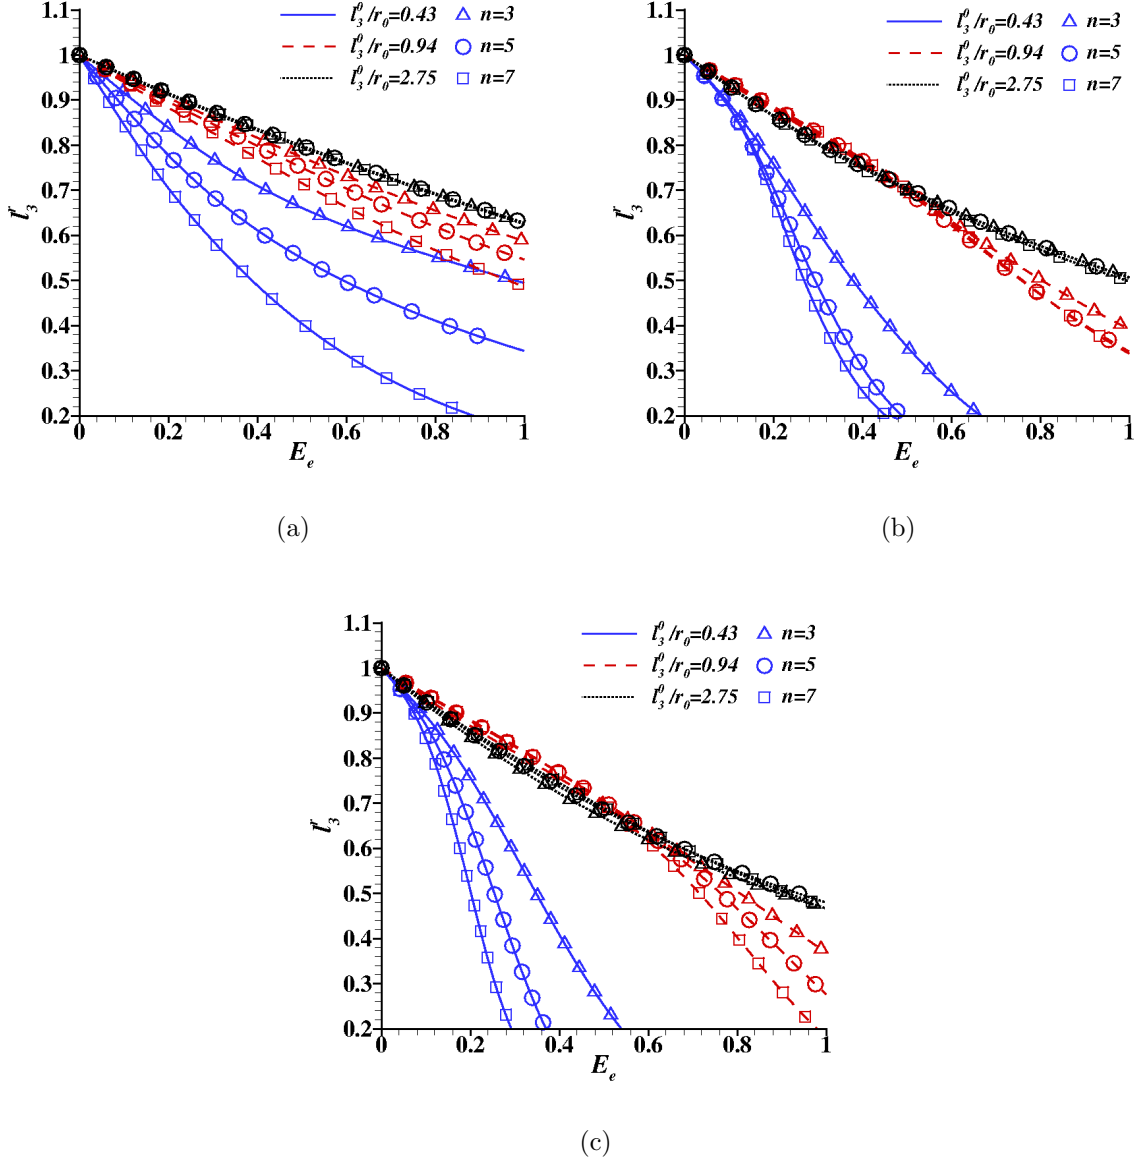 l₃⁰/r₀=0.43 n=3
l₃⁰/r₀=0.94 n=5
l₃⁰/r₀=2.75 n=7
1.1
1
0.9
0.8
0.7
0.6
0.5
0.4
0.3
0.2
l₃ʳ
0 0.2 0.4 0.6 0.8 1
Eₑ
(a)
l₃⁰/r₀=0.43 n=3
l₃⁰/r₀=0.94 n=5
l₃⁰/r₀=2.75 n=7
1.1
1
0.9
0.8
0.7
0.6
0.5
0.4
0.3
0.2
l₃ʳ
0 0.2 0.4 0.6 0.8 1
Eₑ
(b)
l₃⁰/r₀=0.43 n=3
l₃⁰/r₀=0.94 n=5
l₃⁰/r₀=2.75 n=7
1.1
1
0.9
0.8
0.7
0.6
0.5
0.4
0.3
0.2
l₃ʳ
0 0.2 0.4 0.6 0.8 1
Eₑ
(c)